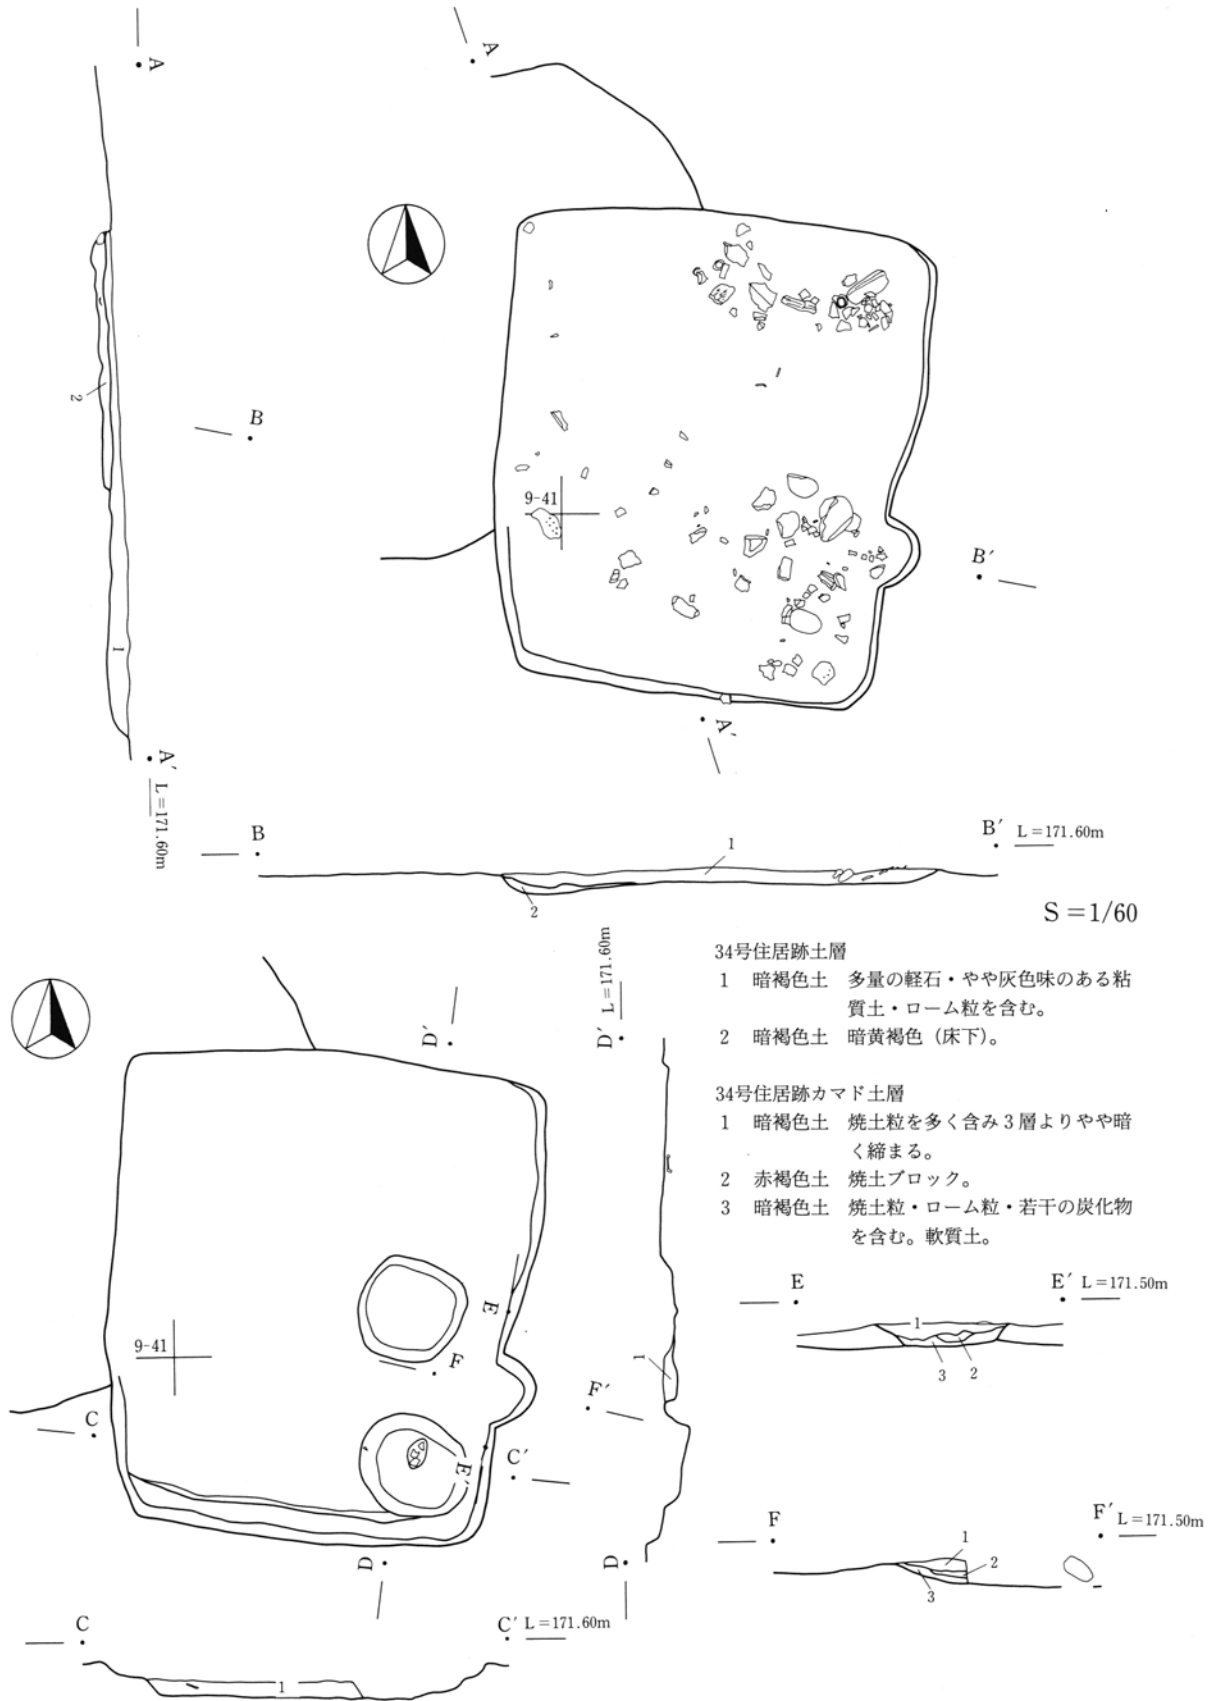 A
A
2
B
9-41
B′
1
A′
A′
L=171.60m
B
1
B′ L=171.60m
2
S=1/60
34号住居跡土層
1 暗褐色土 多量の軽石・やや灰色味のある粘
質土・ローム粒を含む。
2 暗褐色土 暗黄褐色（床下）。
34号住居跡カマド土層
1 暗褐色土 焼土粒を多く含み3層よりやや暗
く締まる。
2 赤褐色土 焼土ブロック。
3 暗褐色土 焼土粒・ローム粒・若干の炭化物
を含む。軟質土。
D′
D′ L=171.60m
E
9-41
F
1
F′
C
E′
C′
D
D
E
E′ L=171.50m
1
3 2
F
F′ L=171.50m
1
2
3
C
C′ L=171.60m
1